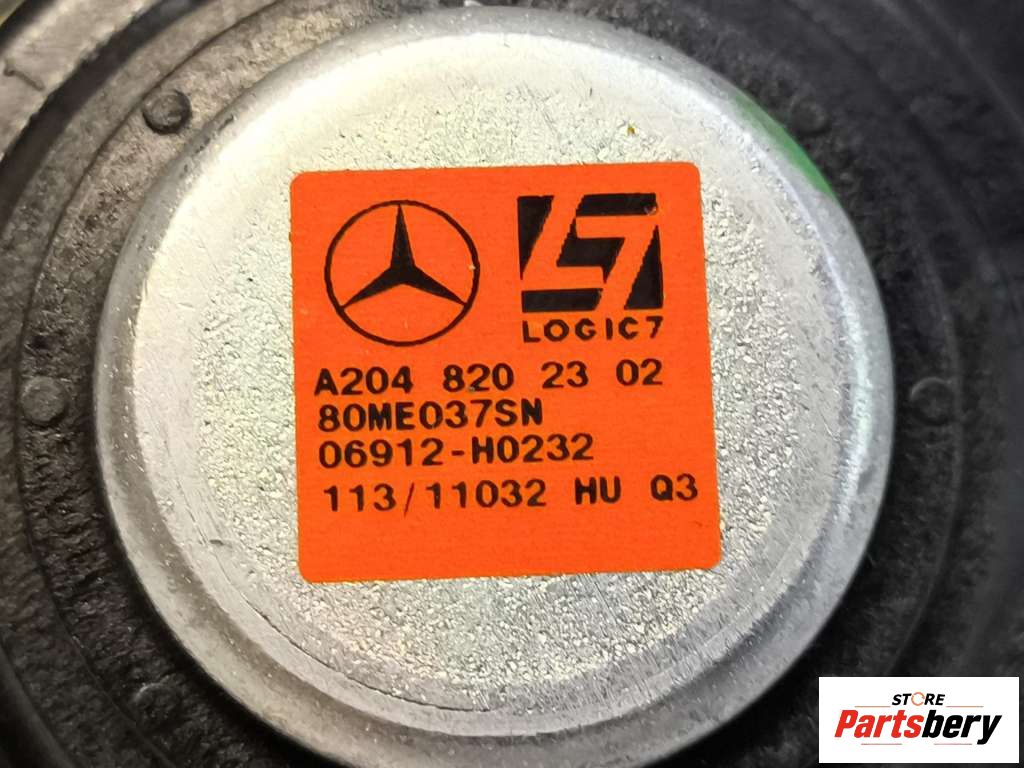 LOGIC7
A204 820 23 02
80ME037SN
06912-H0232
113/11032 HU Q3
STORE
Partsbery